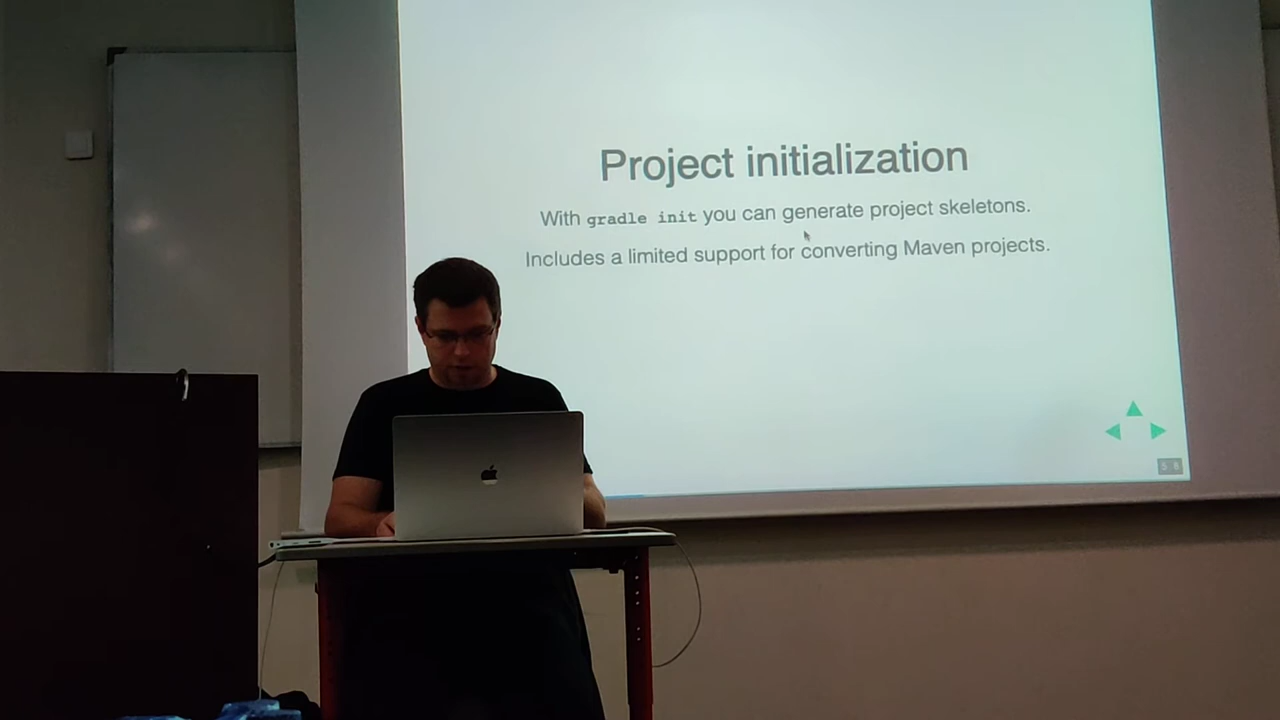 Project initialization
With gradle init you can generate project skeletons.
Includes a limited support for converting Maven projects.